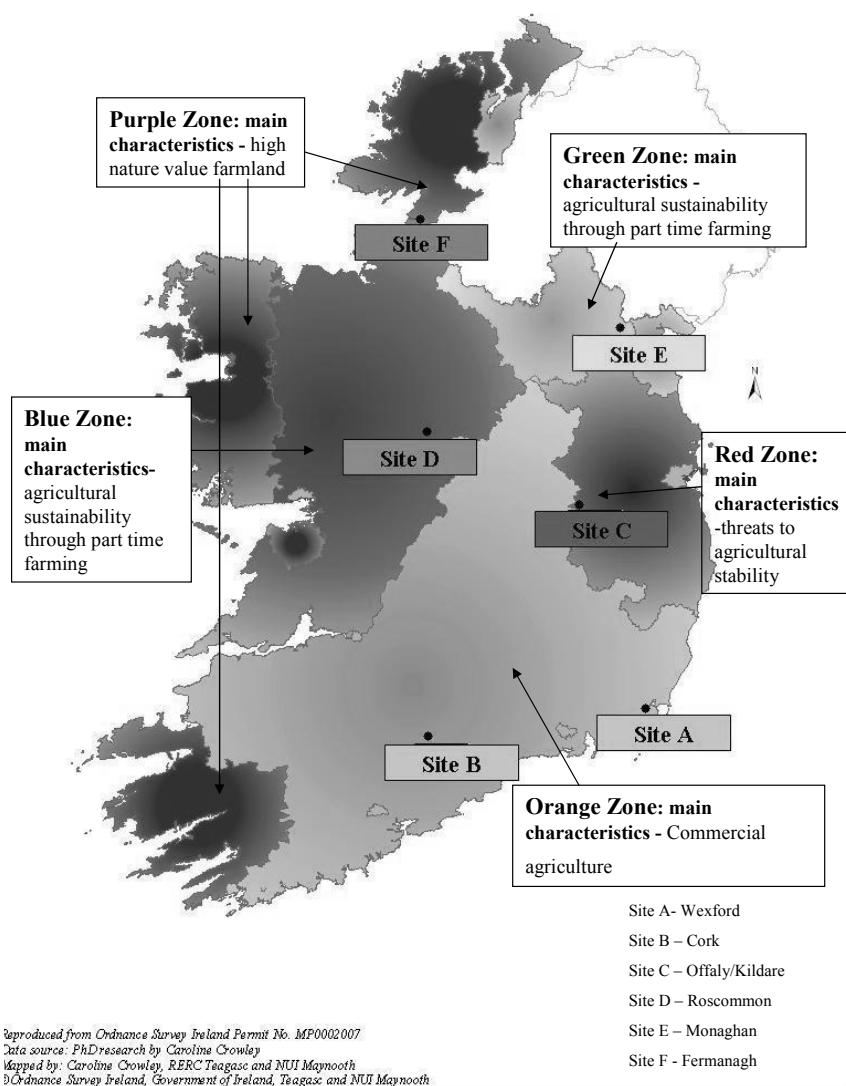 Purple Zone: main
characteristics - high
nature value farmland
Green Zone: main
characteristics -
agricultural sustainability
through part time farming
Site F
Site E
N
Blue Zone:
main
characteristics-
agricultural
sustainability
through part time
farming
Site D
Red Zone:
main
characteristics
-threats to
agricultural
stability
Site C
Site A
Site B
Orange Zone: main
characteristics - Commercial
agriculture
Site A- Wexford
Site B – Cork
Site C – Offaly/Kildare
Site D – Roscommon
Site E – Monaghan
Site F - Fermanagh
Reproduced from Ordnance Survey Ireland Permit No. MP0002007
Data source: PhD research by Caroline Crowley
Mapped by: Caroline Crowley, RERC Teagasc and NUI Maynooth
©Ordnance Survey Ireland, Government of Ireland, Teagasc and NUI Maynooth